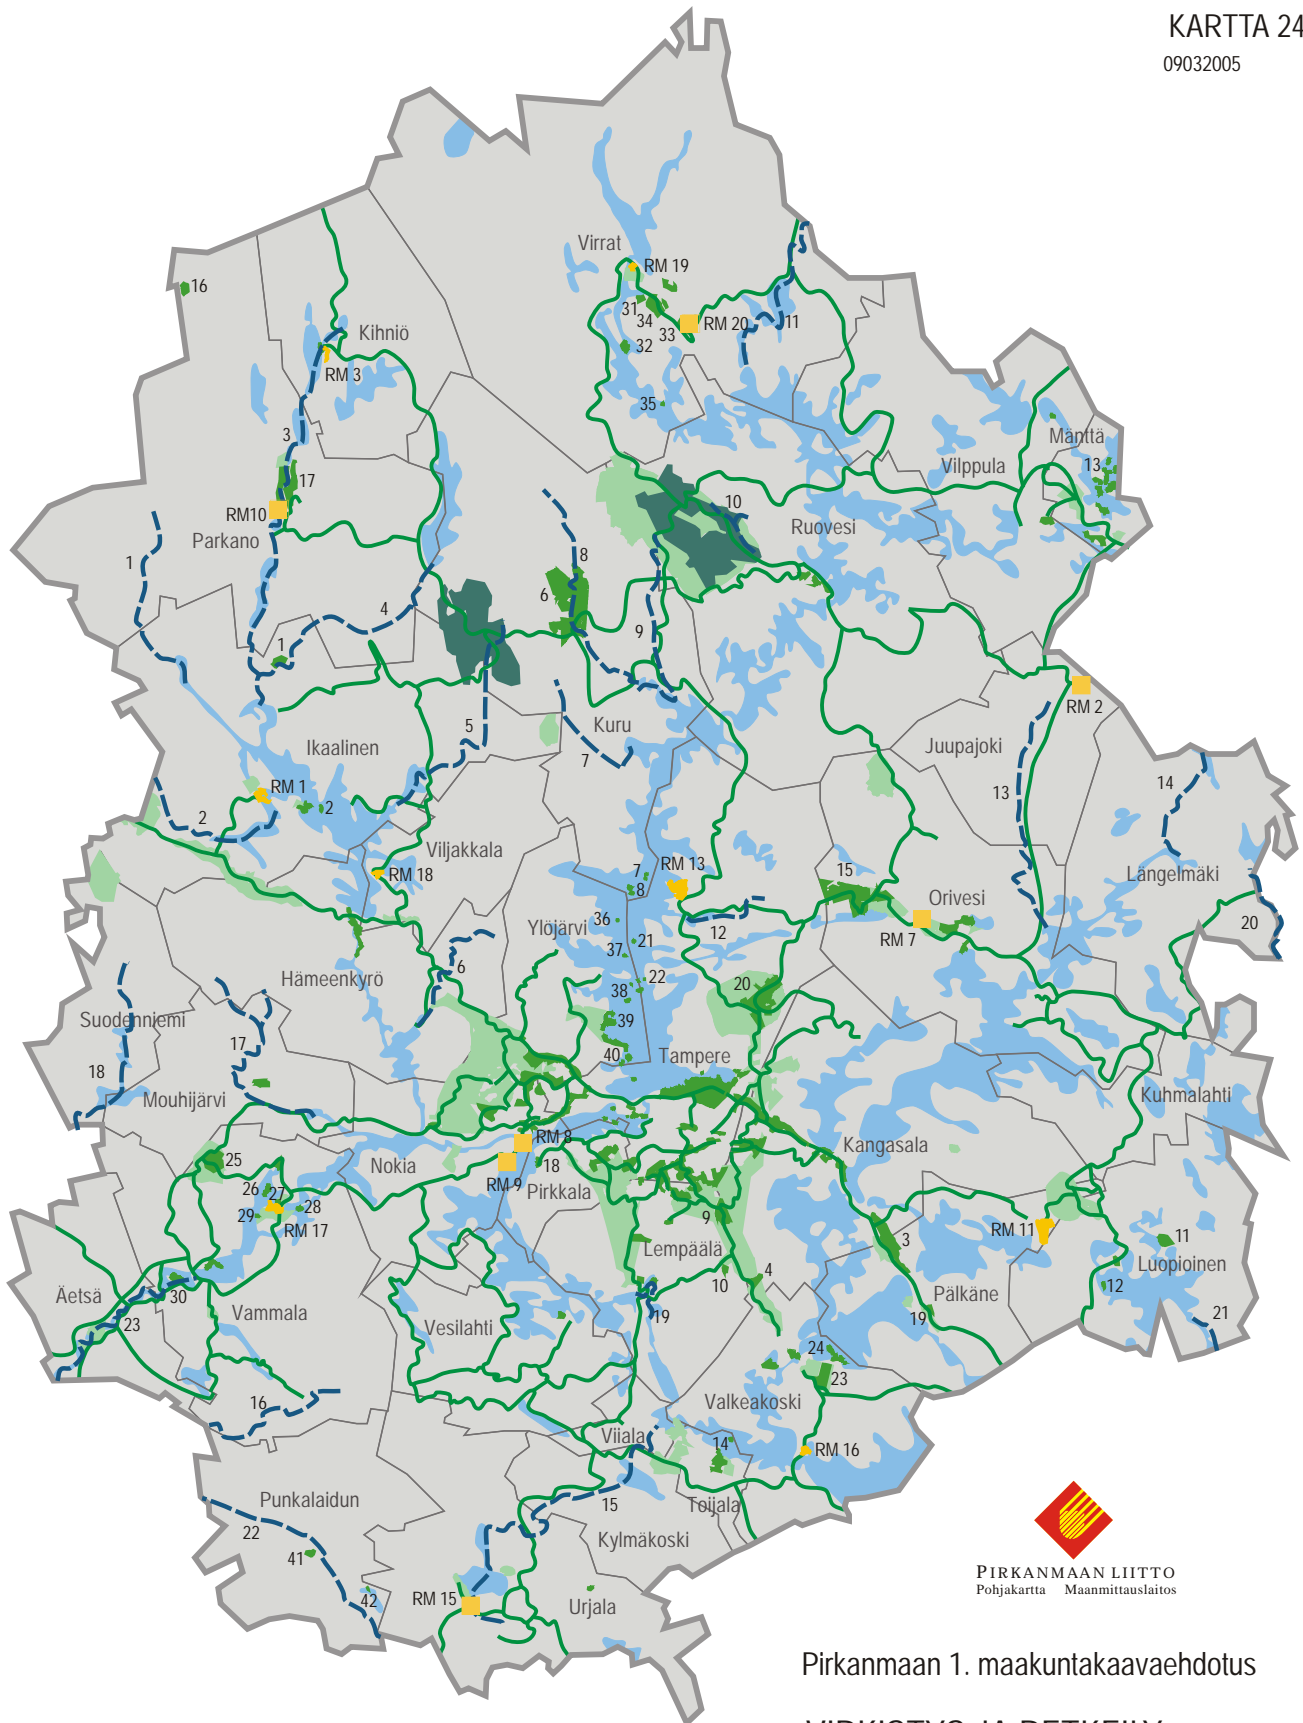 KARTTA 24
09032005
Virrat
RM 19
16
31
34
33
RM 20
11
32
Kihniö
RM 3
35
3
Mänttä
13
Vilppula
17
RM10
10
Ruovesi
Parkano
1
8
6
4
9
1
RM 2
Kuru
5
Ikaalinen
7
Juupajoki
13
14
RM 1
2
2
Viljakkala
RM 18
7
RM 13
8
15
Längelmäki
Orivesi
36
Ylöjärvi
12
RM 7
20
21
37
6
Hämeenkyrö
22
20
38
Suodenniemi
39
17
40
Tampere
18
Mouhijärvi
Kuhmalahti
RM 8
Kangasala
25
Nokia
18
RM 9
Pirkkala
26
27
28
29
RM 17
9
RM 11
3
11
Lempäälä
Luopioinen
10
4
12
Äetsä
30
Pälkäne
23
Vammala
Vesilahti
19
19
21
24
23
16
Valkeakoski
Viiala
14
RM 16
Punkalaidun
15
Toijala
22
Kylmäkoski
41
42
RM 15
Urjala
PIRKANMAAN LIITTO
Pohjakartta Maanmittauslaitos
Pirkanmaan 1. maakuntakaavaehdotus
VIRKISTYS JA RETKEILY